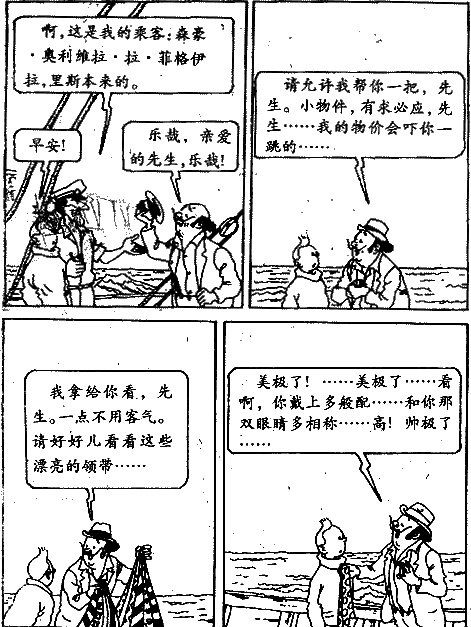 啊,这是我的乘客:森豪
·奥利维拉·拉·菲格伊
拉,里斯本来的。
早安!
乐哉，亲爱
的先生,乐哉!
请允许我帮你一把，先
生。小物件，有求必应，先
生……我的物价会吓你一
跳的……
我拿给你看，先
生。一点不用客气。
请好好儿看看这些
漂亮的领带……
美极了！……美极了……看
啊，你戴上多般配……和你那
双眼睛多相称……高！帅极了
……